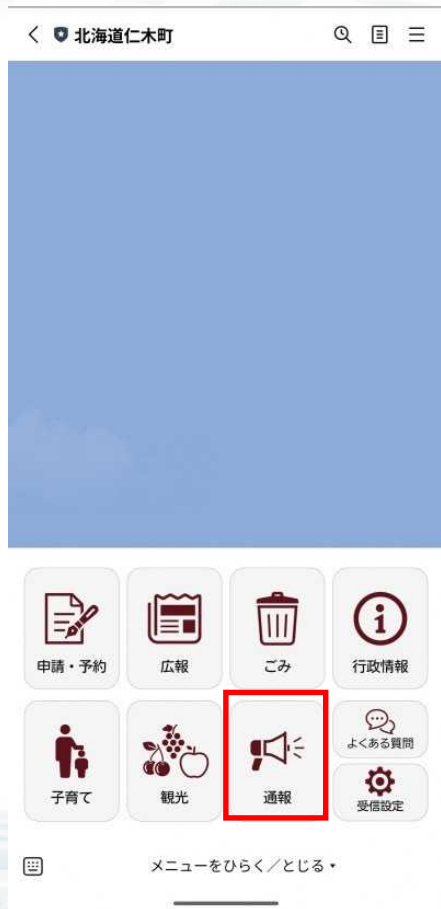 北海道仁木町
申請・予約
広報
ごみ
行政情報
子育て
観光
通報
よくある質問
受信設定
メニューをひらく／とじる